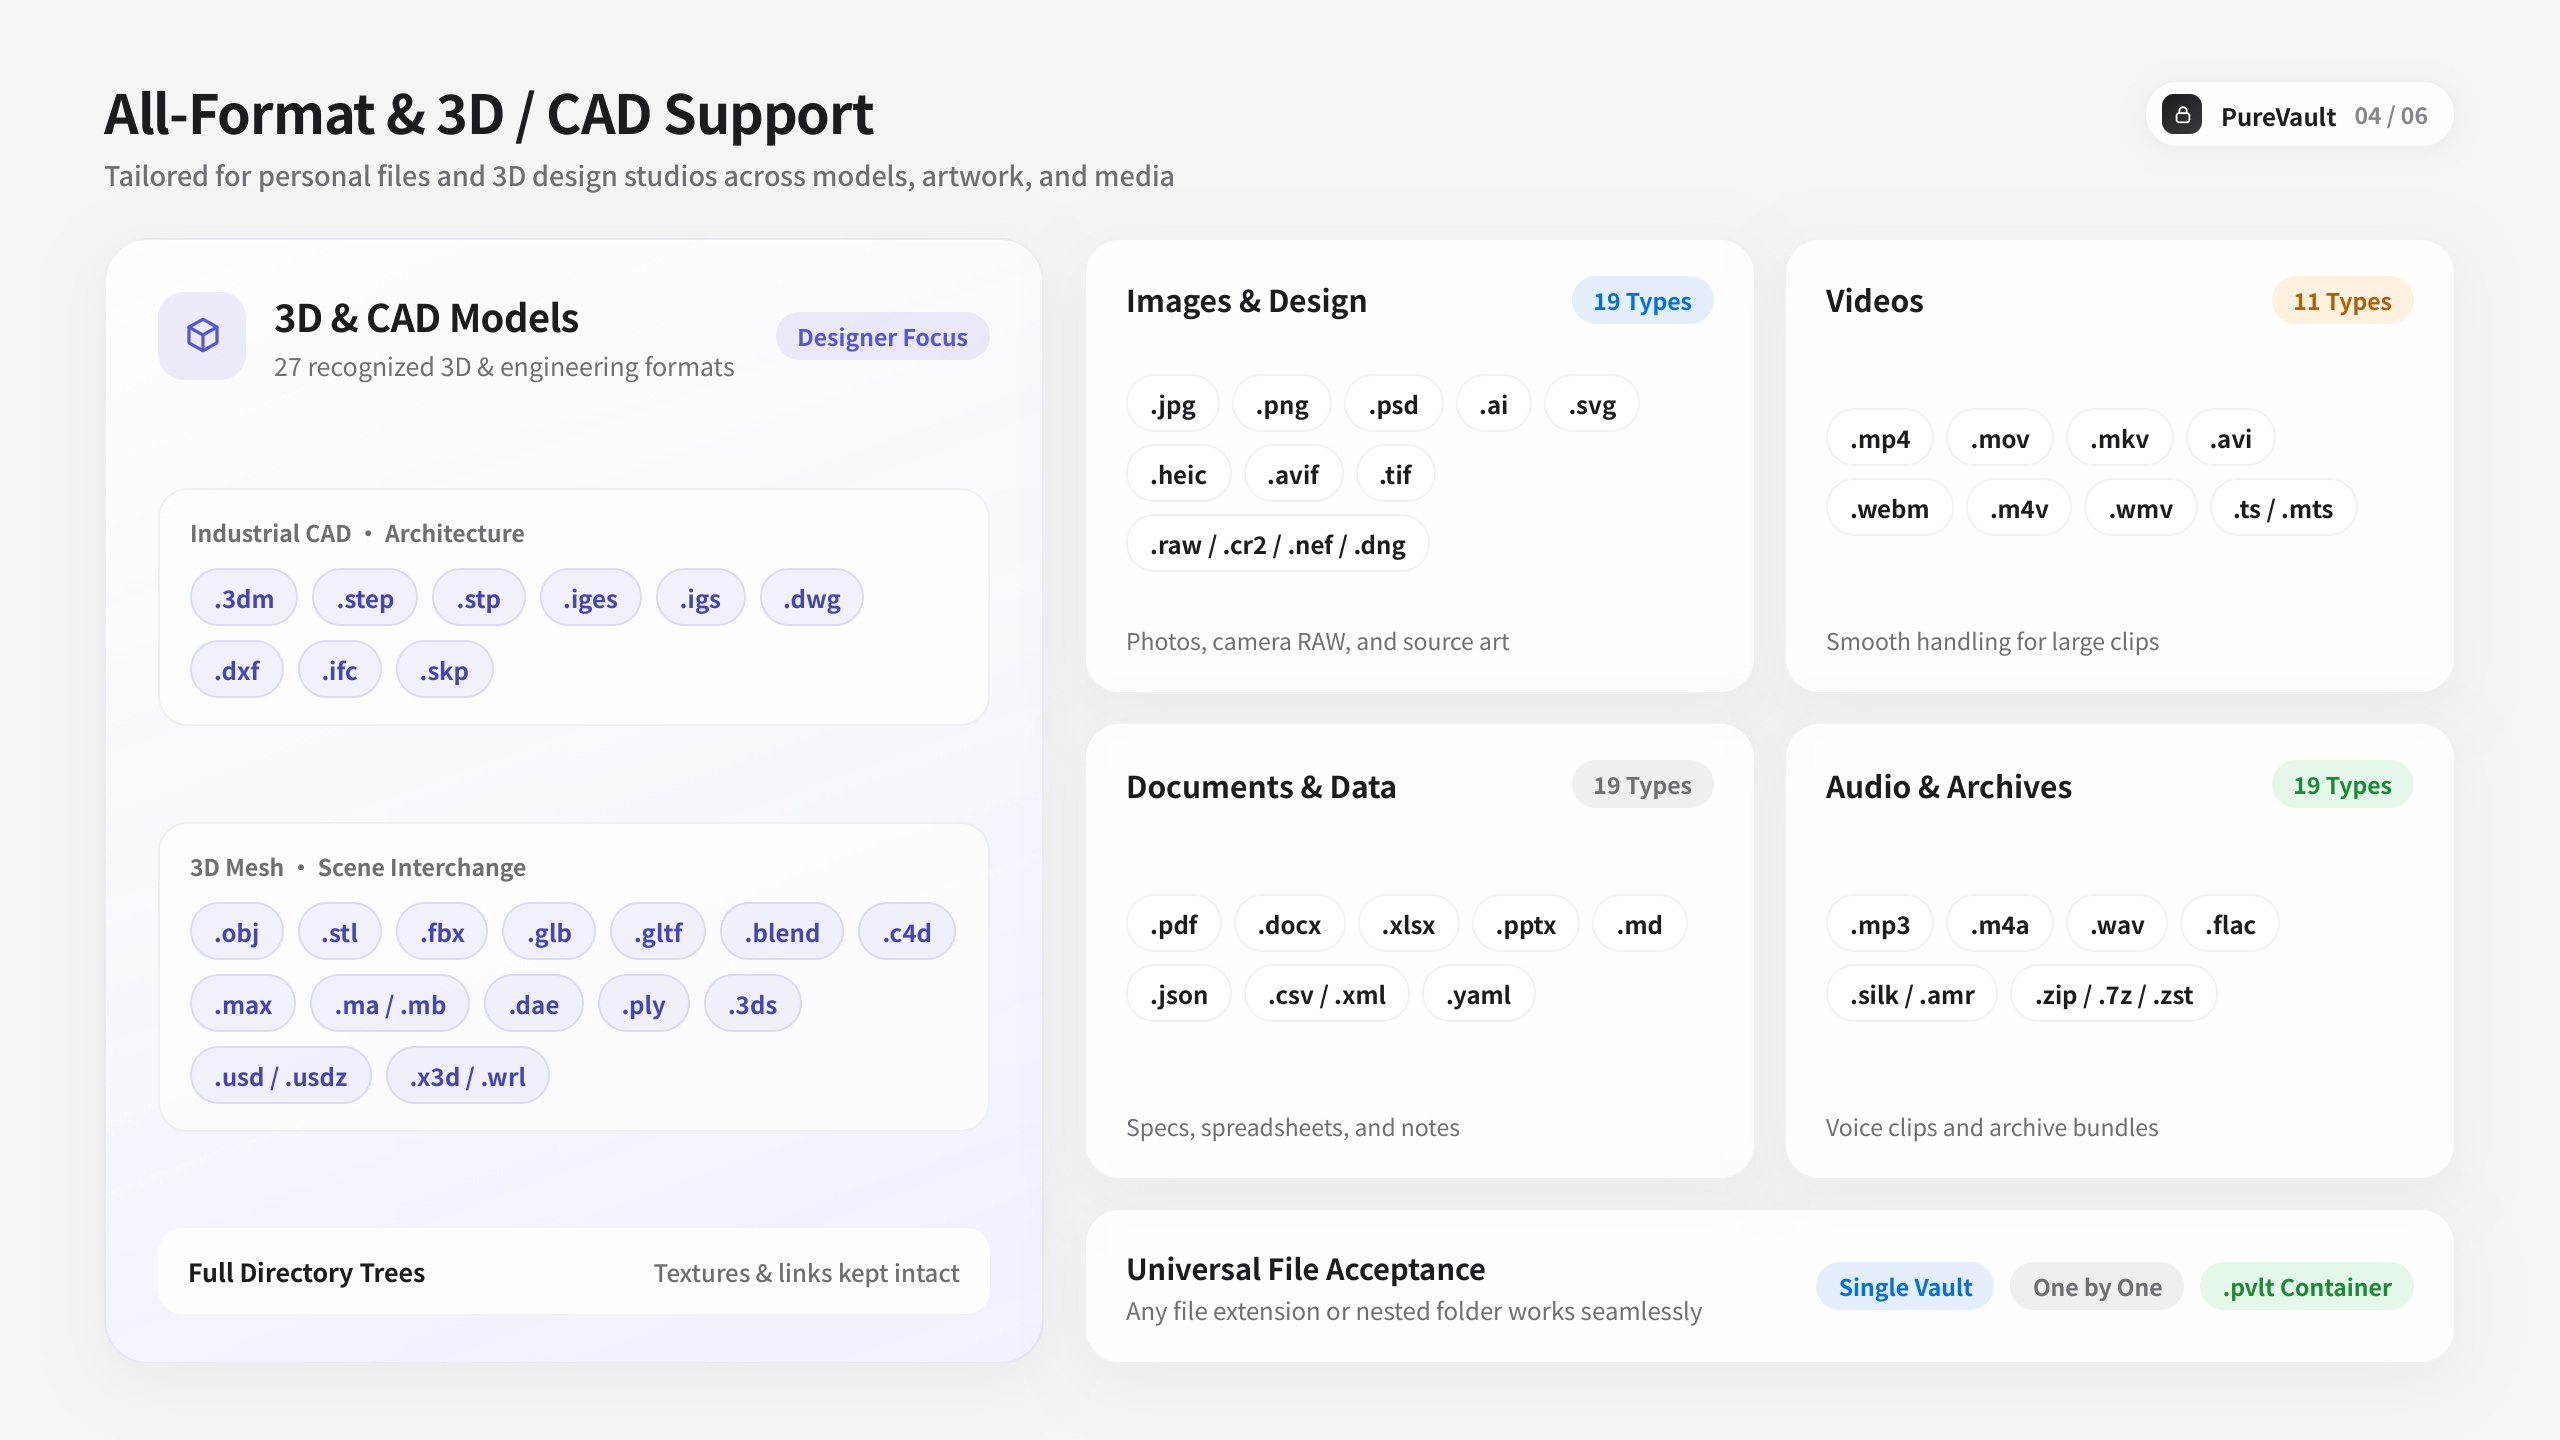 All-Format & 3D / CAD Support
Tailored for personal files and 3D design studios across models, artwork, and media
PureVault 04 / 06
3D & CAD Models
27 recognized 3D & engineering formats
Designer Focus
Industrial CAD • Architecture
.3dm .step .stp .iges .igs .dwg
.dxf .ifc .skp
3D Mesh • Scene Interchange
.obj .stl .fbx .glb .gltf .blend .c4d
.max .ma / .mb .dae .ply .3ds
.usd / .usdz .x3d / .wrl
Full Directory Trees Textures & links kept intact
Images & Design 19 Types
.jpg .png .psd .ai .svg
.heic .avif .tif
.raw / .cr2 / .nef / .dng
Photos, camera RAW, and source art
Videos 11 Types
.mp4 .mov .mkv .avi
.webm .m4v .wmv .ts / .mts
Smooth handling for large clips
Documents & Data 19 Types
.pdf .docx .xlsx .pptx .md
.json .csv / .xml .yaml
Specs, spreadsheets, and notes
Audio & Archives 19 Types
.mp3 .m4a .wav .flac
.silk / .amr .zip / .7z / .zst
Voice clips and archive bundles
Universal File Acceptance
Any file extension or nested folder works seamlessly
Single Vault One by One .pvlt Container